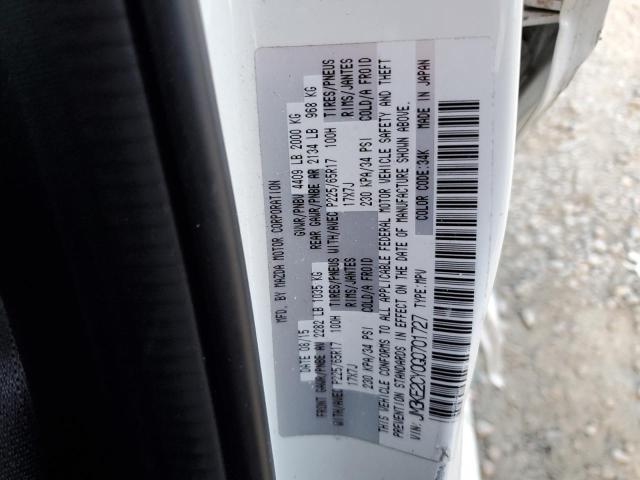 MFD. BY MAZDA MOTOR CORPORATION
DATE 08/15 GVWR/PNBV 4409 LB 2000 KG
FRONT GAWR/PNBE AV 2282 LB 1035 KG REAR GAWR/PNBE AR 2134 LB 968 KG
WITH/AVEC P225/65R17 100H TIRES/PNEUS WITH/AVEC P225/65R17 100H TIRES/PNEUS
17X7J RIMS/JANTES 17X7J RIMS/JANTES
230 KPA/34 PSI COLD/A FROID 230 KPA/34 PSI COLD/A FROID
THIS VEHICLE CONFORMS TO ALL APPLICABLE FEDERAL MOTOR VEHICLE SAFETY AND THEFT
PREVENTION STANDARDS IN EFFECT ON THE DATE OF MANUFACTURE SHOWN ABOVE.
VIN: JM3KE2CY0G0701727 TYPE: MPV COLOR CODE: 34K MADE IN JAPAN